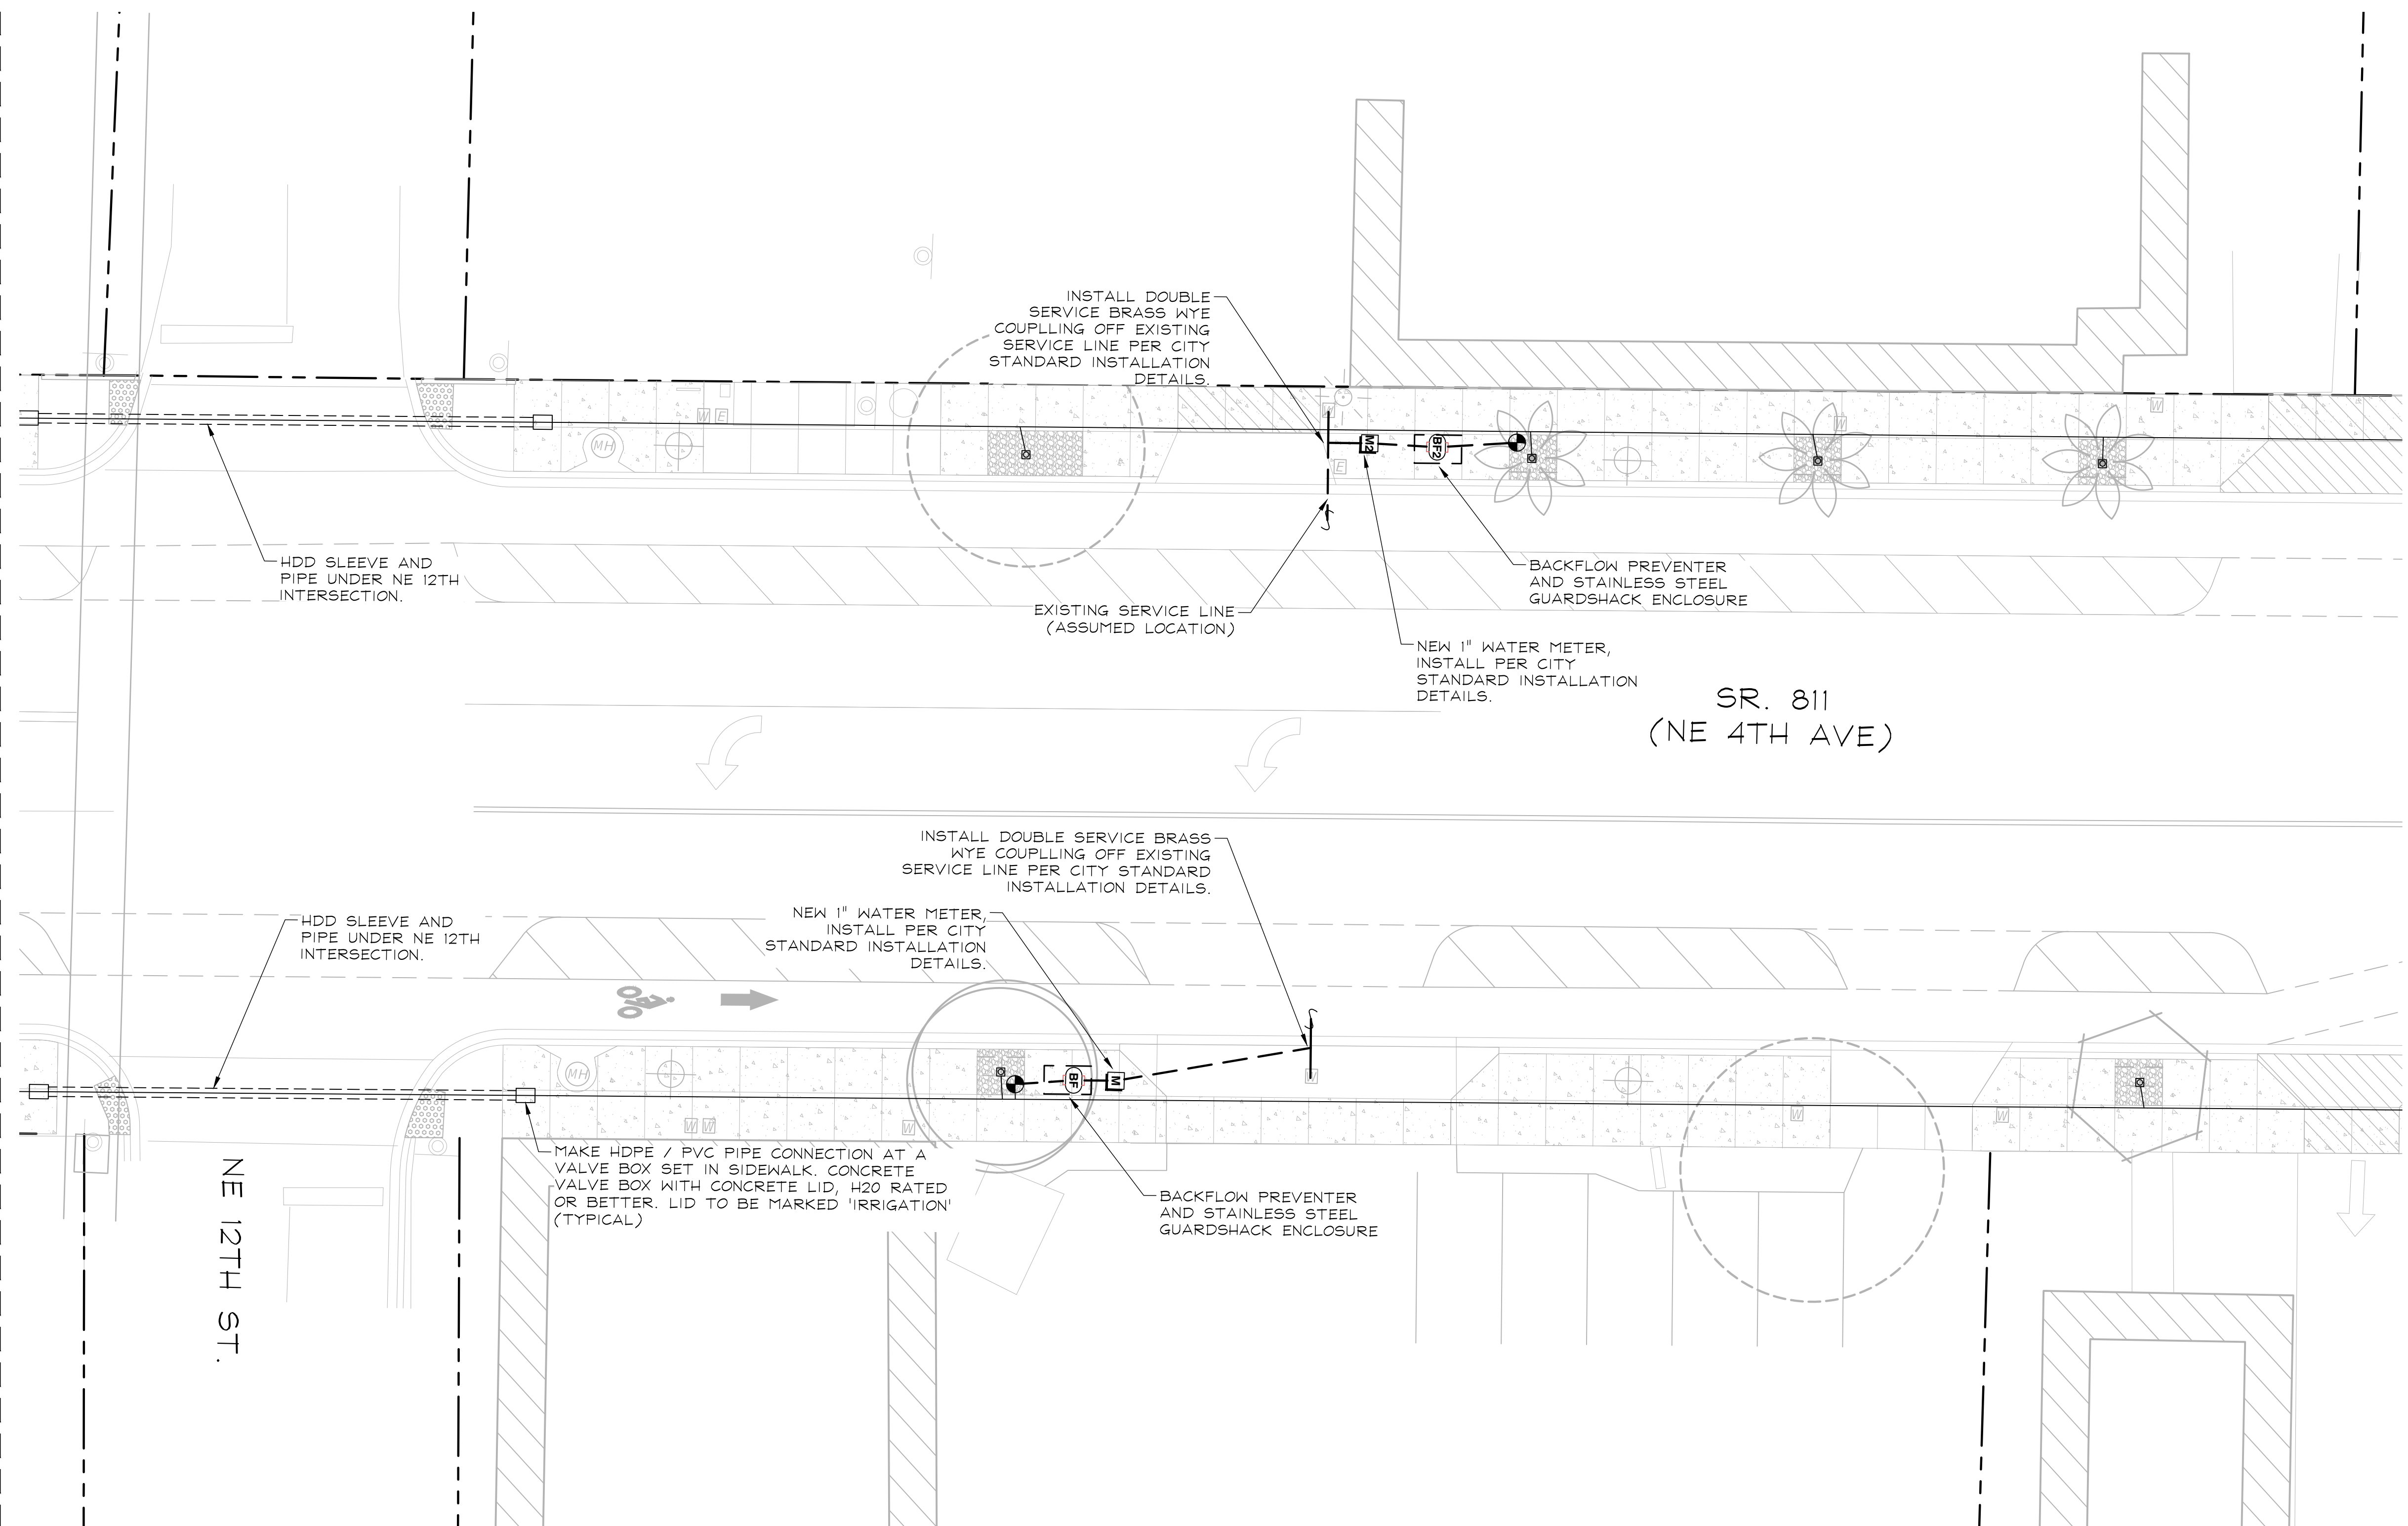 INSTALL DOUBLE
SERVICE BRASS WYE
COUPLLING OFF EXISTING
SERVICE LINE PER CITY
STANDARD INSTALLATION
DETAILS.
W E
W
W
W
MH
M2
BF2
E
HDD SLEEVE AND
PIPE UNDER NE 12TH
INTERSECTION.
BACKFLOW PREVENTER
AND STAINLESS STEEL
GUARDSHACK ENCLOSURE
EXISTING SERVICE LINE
(ASSUMED LOCATION)
NEW 1" WATER METER,
INSTALL PER CITY
STANDARD INSTALLATION
DETAILS.
SR. 811
(NE 4TH AVE)
INSTALL DOUBLE SERVICE BRASS
WYE COUPLLING OFF EXISTING
SERVICE LINE PER CITY STANDARD
INSTALLATION DETAILS.
NEW 1" WATER METER,
INSTALL PER CITY
STANDARD INSTALLATION
DETAILS.
HDD SLEEVE AND
PIPE UNDER NE 12TH
INTERSECTION.
MH
BF
M
W
W W
W
W
W
MAKE HDPE / PVC PIPE CONNECTION AT A
VALVE BOX SET IN SIDEWALK. CONCRETE
VALVE BOX WITH CONCRETE LID, H20 RATED
OR BETTER. LID TO BE MARKED 'IRRIGATION'
(TYPICAL)
BACKFLOW PREVENTER
AND STAINLESS STEEL
GUARDSHACK ENCLOSURE
NE 12TH ST.